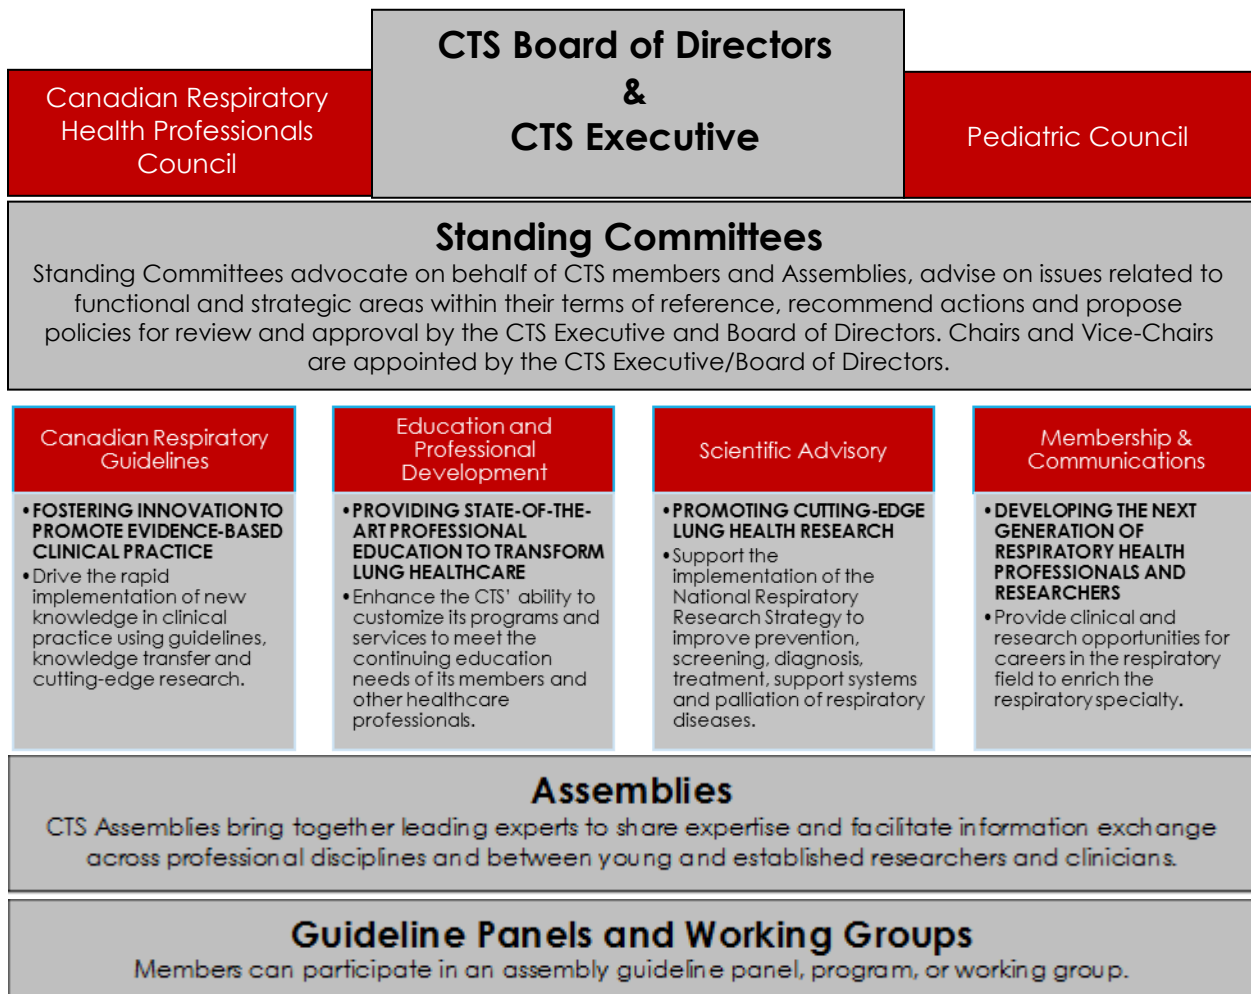 CTS Board of Directors
&
CTS Executive
Canadian Respiratory
Health Professionals
Council
Pediatric Council
Standing Committees
Standing Committees advocate on behalf of CTS members and Assemblies, advise on issues related to
functional and strategic areas within their terms of reference, recommend actions and propose
policies for review and approval by the CTS Executive and Board of Directors. Chairs and Vice-Chairs
are appointed by the CTS Executive/Board of Directors.
Canadian Respiratory
Guidelines
• FOSTERING INNOVATION TO
PROMOTE EVIDENCE-BASED
CLINICAL PRACTICE
• Drive the rapid
implementation of new
knowledge in clinical
practice using guidelines,
knowledge transfer and
cutting-edge research.
Education and
Professional
Development
• PROVIDING STATE-OF-THE-
ART PROFESSIONAL
EDUCATION TO TRANSFORM
LUNG HEALTHCARE
• Enhance the CTS' ability to
customize its programs and
services to meet the
continuing education
needs of its members and
other healthcare
professionals.
Scientific Advisory
• PROMOTING CUTTING-EDGE
LUNG HEALTH RESEARCH
• Support the
implementation of the
National Respiratory
Research Strategy to
improve prevention,
screening, diagnosis,
treatment, support systems
and palliation of respiratory
diseases.
Membership &
Communications
• DEVELOPING THE NEXT
GENERATION OF
RESPIRATORY HEALTH
PROFESSIONALS AND
RESEARCHERS
• Provide clinical and
research opportunities for
careers in the respiratory
field to enrich the
respiratory specialty.
Assemblies
CTS Assemblies bring together leading experts to share expertise and facilitate information exchange
across professional disciplines and between young and established researchers and clinicians.
Guideline Panels and Working Groups
Members can participate in an assembly guideline panel, program, or working group.